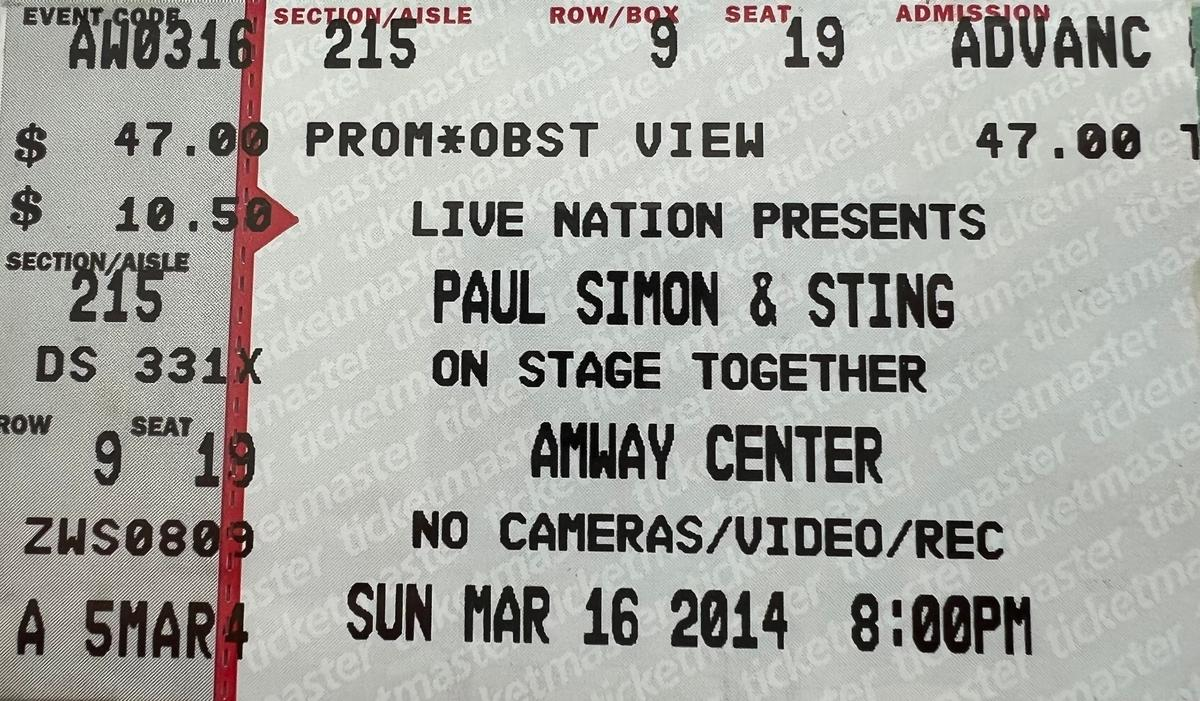 EVENT CODE
AW0316
$ 47.00
$ 10.50
SECTION/AISLE
215
DS 331X
ROW SEAT
9 19
ZWS0809
A 5MAR4
SECTION/AISLE ROW/BOX SEAT ADMISSION
215 9 19 ADVANC
PROM*OBST VIEW 47.00
LIVE NATION PRESENTS
PAUL SIMON & STING
ON STAGE TOGETHER
AMWAY CENTER
NO CAMERAS/VIDEO/REC
SUN MAR 16 2014 8:00PM
ticketmaster